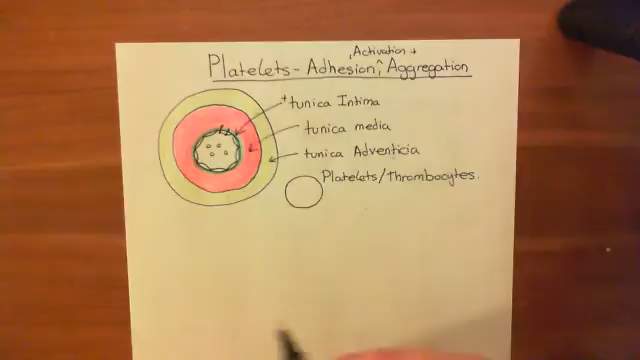 Activation +
Platelets - Adhesion, ^ Aggregation
+ tunica Intima
tunica media
tunica Adventicia
Platelets/Thrombocytes.